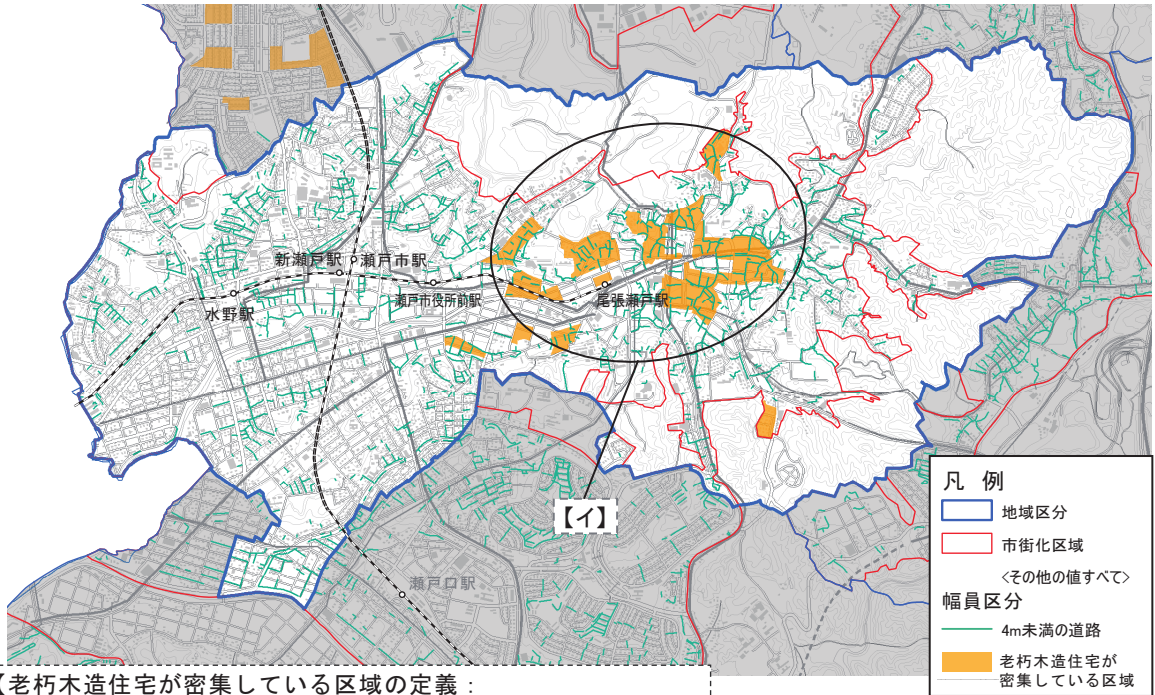 新瀬戸駅
瀬戸市駅
瀬戸市役所前駅
水野駅
尾張瀬戸駅
【イ】
瀬戸口駅
凡 例
地域区分
市街化区域
<その他の値すべて>
幅員区分
4m未満の道路
老朽木造住宅が
密集している区域
【老朽木造住宅が密集している区域の定義：